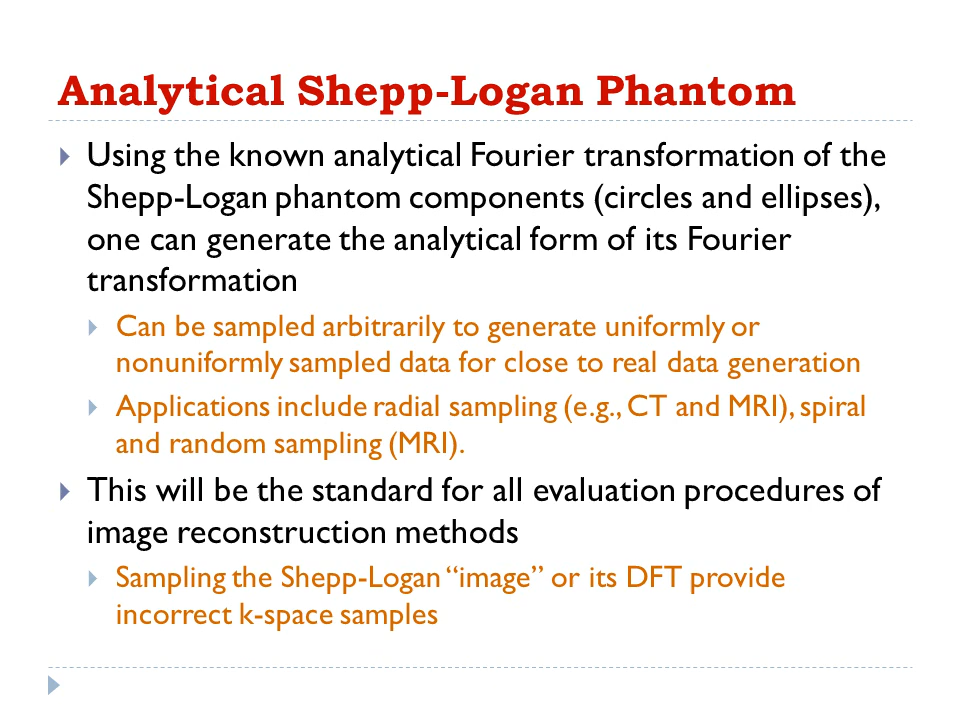 Analytical Shepp-Logan Phantom
Using the known analytical Fourier transformation of the
Shepp-Logan phantom components (circles and ellipses),
one can generate the analytical form of its Fourier
transformation
Can be sampled arbitrarily to generate uniformly or
nonuniformly sampled data for close to real data generation
Applications include radial sampling (e.g., CT and MRI), spiral
and random sampling (MRI).
This will be the standard for all evaluation procedures of
image reconstruction methods
Sampling the Shepp-Logan “image” or its DFT provide
incorrect k-space samples